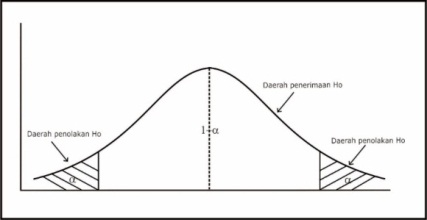 Daerah penerimaan Ho
Daerah penolakan Ho
1-α
Daerah penolakan Ho
α
α